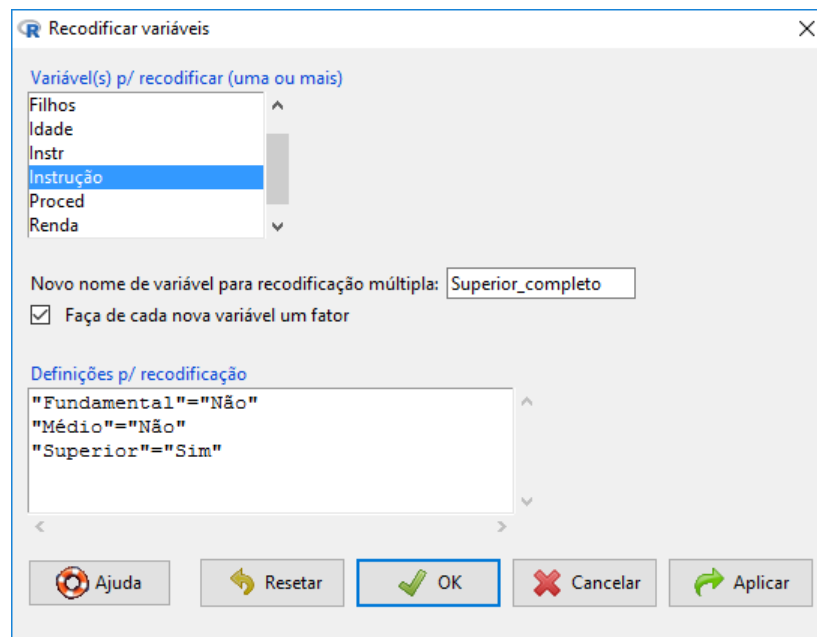 Recodificar variáveis
Variável(s) p/ recodificar (uma ou mais)
Filhos
Idade
Instr
Instrução
Proced
Renda
Novo nome de variável para recodificação múltipla: Superior_completo
Faça de cada nova variável um fator
Definições p/ recodificação
"Fundamental"="Não"
"Médio"="Não"
"Superior"="Sim"
Ajuda Resetar OK Cancelar Aplicar